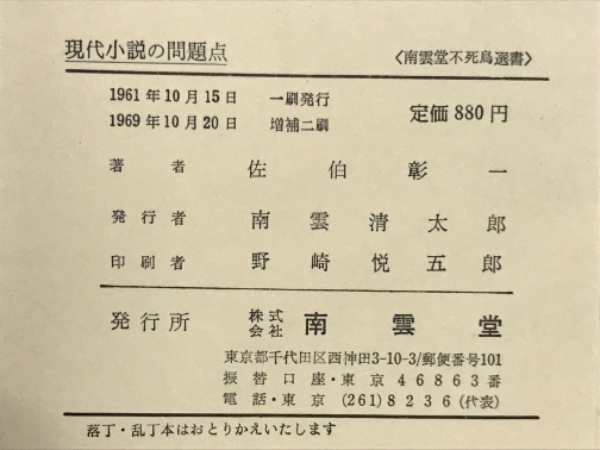 現代小説の問題点 〈南雲堂不死鳥選書〉
1961年10月15日 一刷発行
1969年10月20日 増補二刷 定価880円
著者 佐伯彰一
発行者 南雲清太郎
印刷者 野崎悦五郎
発行所 株式会社 南雲堂
東京都千代田区西神田3-10-3/郵便番号101
振替口座・東京46863番
電話・東京(261)8236(代表)
落丁・乱丁本はおとりかえいたします